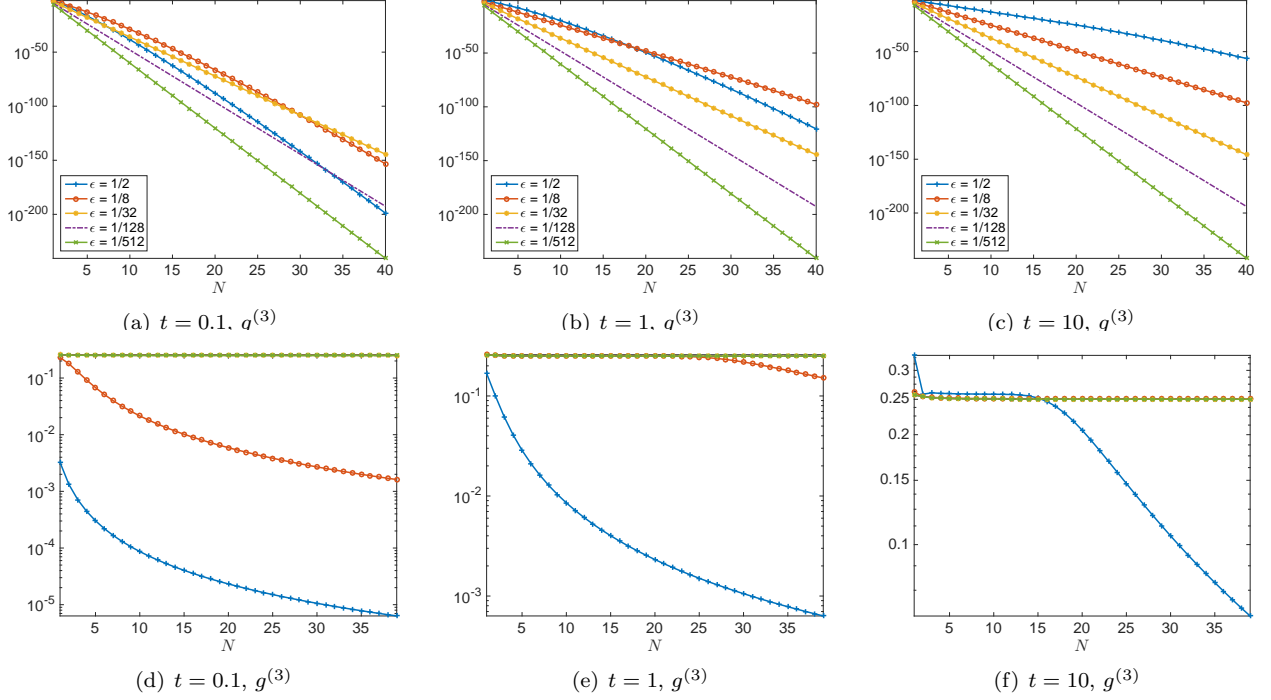 10^{-50}
10^{-100}
10^{-150}
10^{-200}
ϵ = 1/2
ϵ = 1/8
ϵ = 1/32
ϵ = 1/128
ϵ = 1/512
5 10 15 20 25 30 35 40
N
(a) t = 0.1, g^{(3)}
10^{-50}
10^{-100}
10^{-150}
10^{-200}
ϵ = 1/2
ϵ = 1/8
ϵ = 1/32
ϵ = 1/128
ϵ = 1/512
5 10 15 20 25 30 35 40
N
(b) t = 1, g^{(3)}
10^{-50}
10^{-100}
10^{-150}
10^{-200}
ϵ = 1/2
ϵ = 1/8
ϵ = 1/32
ϵ = 1/128
ϵ = 1/512
5 10 15 20 25 30 35 40
N
(c) t = 10, g^{(3)}
10^{-1}
10^{-2}
10^{-3}
10^{-4}
10^{-5}
5 10 15 20 25 30 35
N
(d) t = 0.1, g^{(3)}
10^{-1}
10^{-2}
10^{-3}
5 10 15 20 25 30 35
N
(e) t = 1, g^{(3)}
0.3
0.25
0.2
0.15
0.1
5 10 15 20 25 30 35
N
(f) t = 10, g^{(3)}